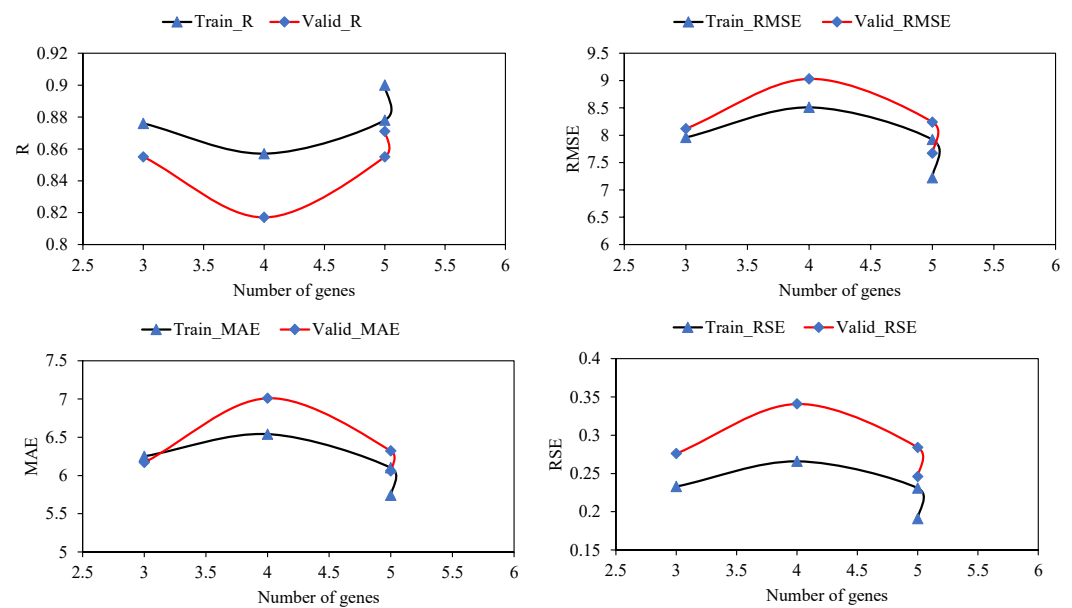 Train_R Valid_R
0.92
0.9
0.88
0.86
0.84
0.82
0.8
R
2.5 3 3.5 4 4.5 5 5.5 6
Number of genes
Train_RMSE Valid_RMSE
9.5
9
8.5
8
7.5
7
6.5
6
RMSE
2.5 3 3.5 4 4.5 5 5.5 6
Number of genes
Train_MAE Valid_MAE
7.5
7
6.5
6
5.5
5
MAE
2.5 3 3.5 4 4.5 5 5.5 6
Number of genes
Train_RSE Valid_RSE
0.4
0.35
0.3
0.25
0.2
0.15
RSE
2.5 3 3.5 4 4.5 5 5.5 6
Number of genes